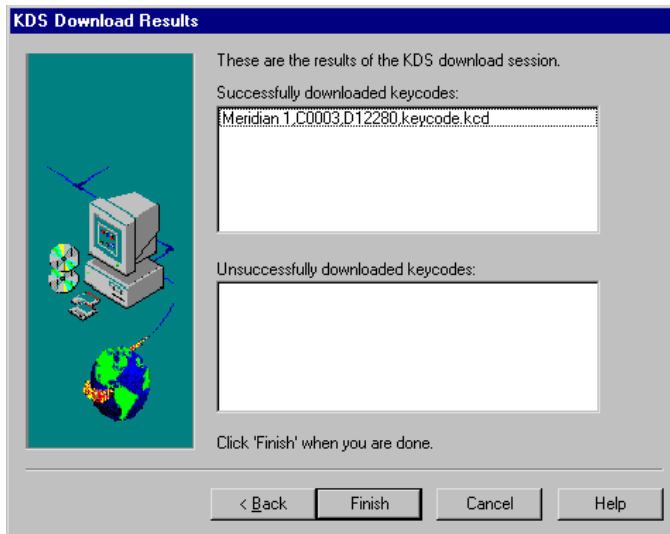 KDS Download Results
These are the results of the KDS download session.
Successfully downloaded keycodes:
Meridian 1,C0003,D12280,keycode.kcd
Unsuccessfully downloaded keycodes:
Click 'Finish' when you are done.
< Back
Finish
Cancel
Help